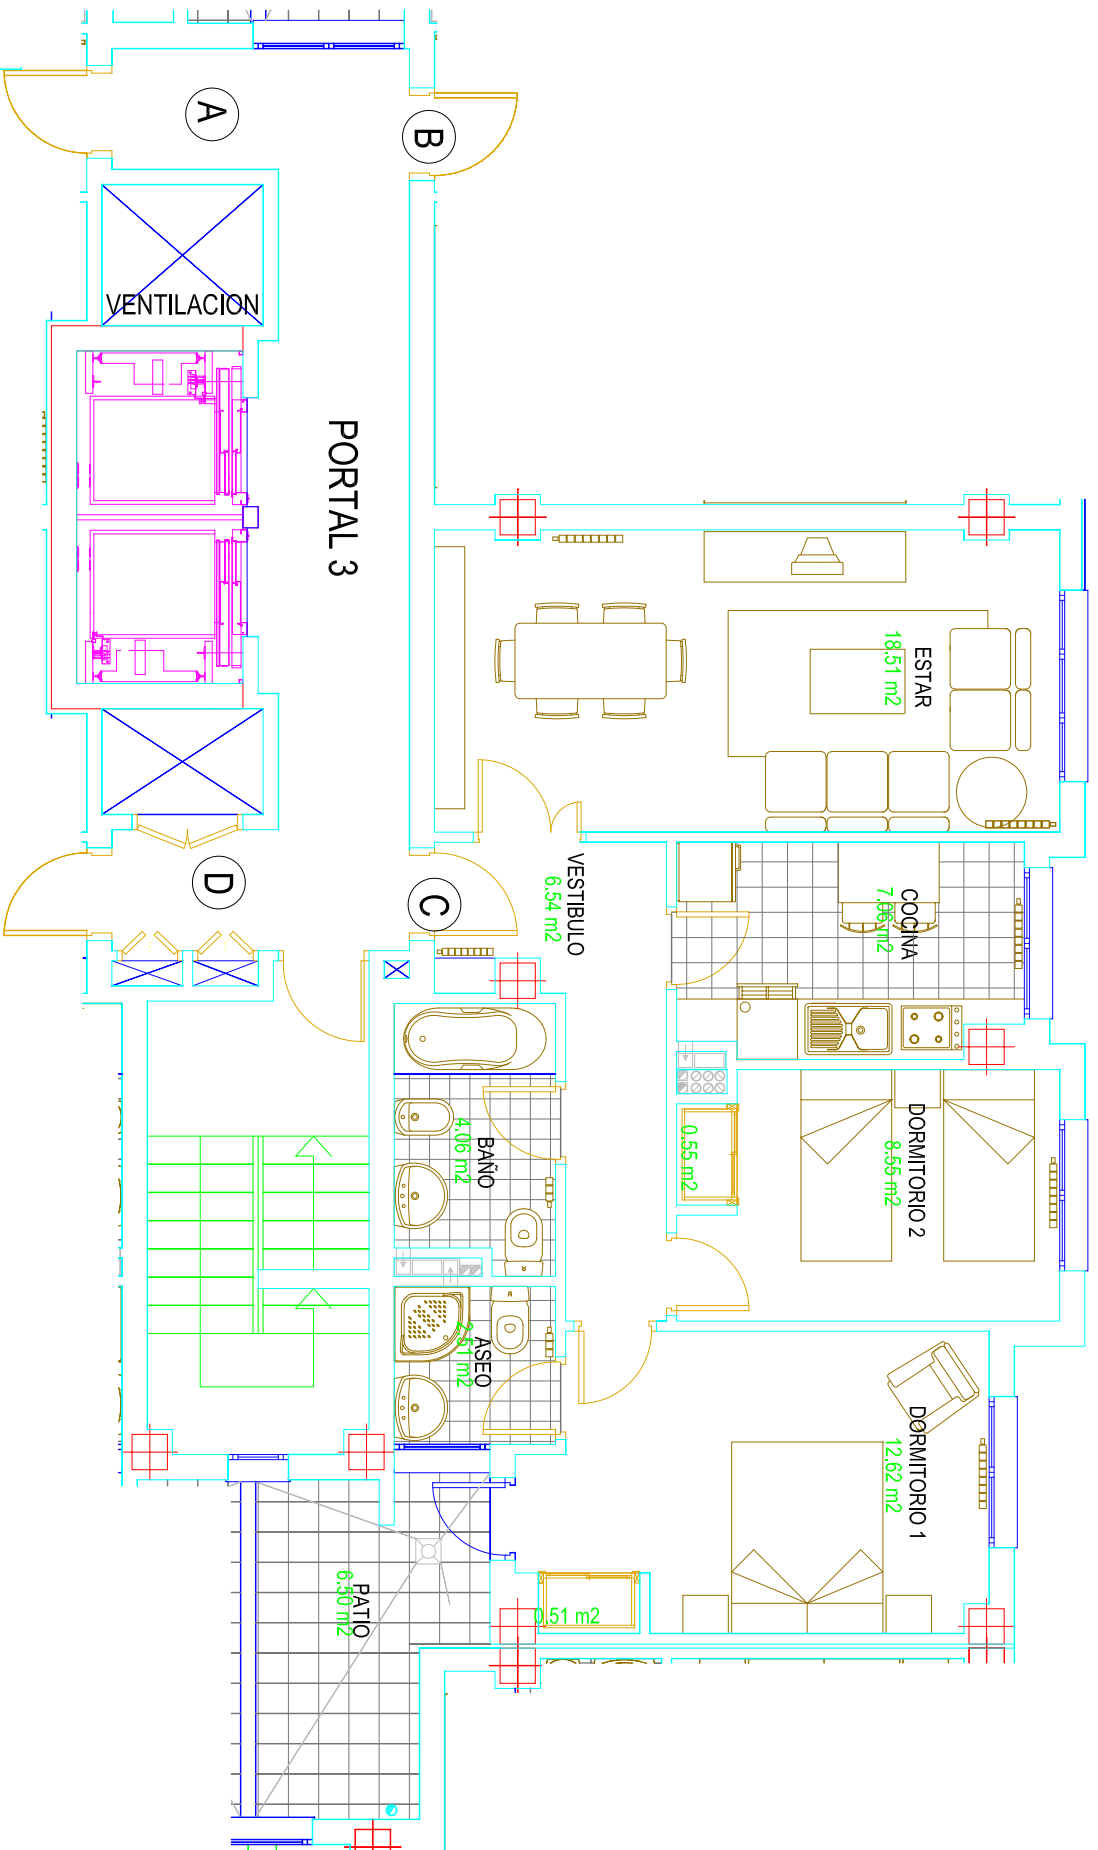 A
B
VENTILACION
PORTAL 3
ESTAR
18.51 m2
D
C
VESTIBULO
6.54 m2
COCINA
7.06 m2
BAÑO
4.06 m2
0.55 m2
DORMITORIO 2
8.55 m2
ASEO
2.51 m2
DORMITORIO 1
12.62 m2
PATIO
6.50 m2
0.51 m2